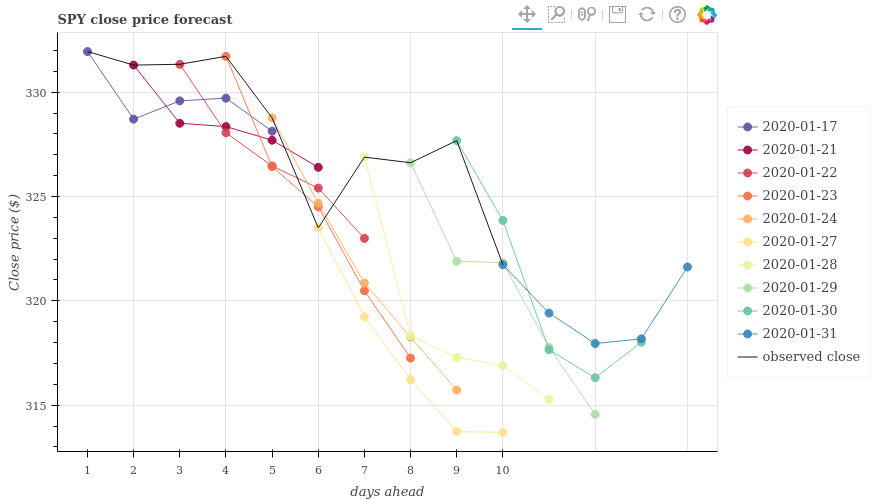 SPY close price forecast
330
325
320
315
Close price ($)
1 2 3 4 5 6 7 8 9 10
days ahead
2020-01-17
2020-01-21
2020-01-22
2020-01-23
2020-01-24
2020-01-27
2020-01-28
2020-01-29
2020-01-30
2020-01-31
observed close